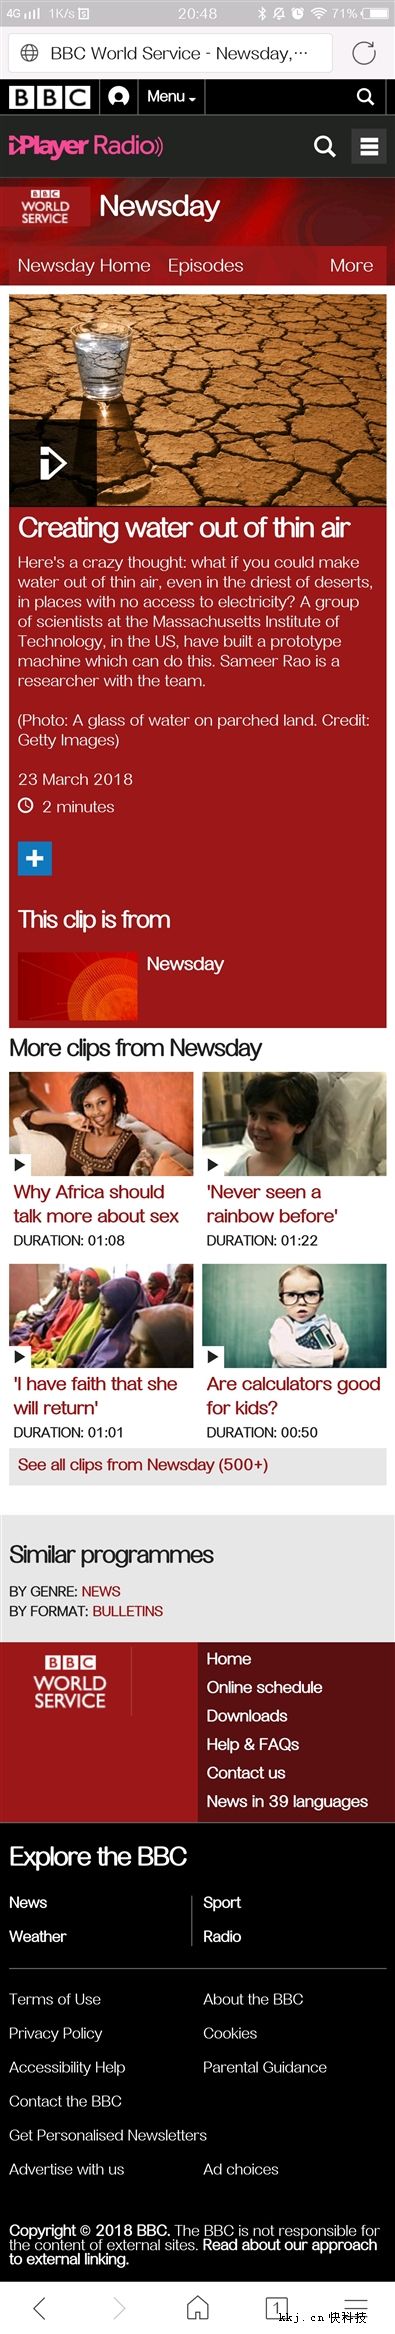 4G 1K/s 20:48 71%
BBC World Service - Newsday,···
BBC Menu
iPlayer Radio
BBC
WORLD
SERVICE
Newsday
Newsday Home Episodes More
Creating water out of thin air
Here's a crazy thought: what if you could make
water out of thin air, even in the driest of deserts,
in places with no access to electricity? A group
of scientists at the Massachusetts Institute of
Technology, in the US, have built a prototype
machine which can do this. Sameer Rao is a
researcher with the team.
(Photo: A glass of water on parched land. Credit:
Getty Images)
23 March 2018
2 minutes
This clip is from
Newsday
More clips from Newsday
Why Africa should
talk more about sex
DURATION: 01:08
'Never seen a
rainbow before'
DURATION: 01:22
'I have faith that she
will return'
DURATION: 01:01
Are calculators good
for kids?
DURATION: 00:50
See all clips from Newsday (500+)
Similar programmes
BY GENRE: NEWS
BY FORMAT: BULLETINS
BBC
WORLD
SERVICE
Home
Online schedule
Downloads
Help & FAQs
Contact us
News in 39 languages
Explore the BBC
News Sport
Weather Radio
Terms of Use About the BBC
Privacy Policy Cookies
Accessibility Help Parental Guidance
Contact the BBC
Get Personalised Newsletters
Advertise with us Ad choices
Copyright © 2018 BBC. The BBC is not responsible for
the content of external sites. Read about our approach
to external linking.
1
kkj.cn 快科技